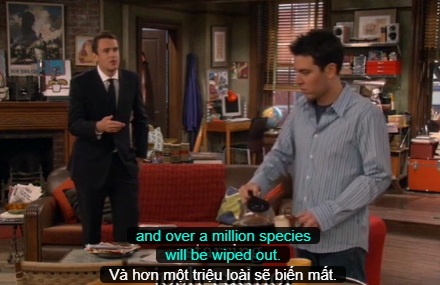 and over a million species
will be wiped out.
Và hơn một triệu loài sẽ biến mất.